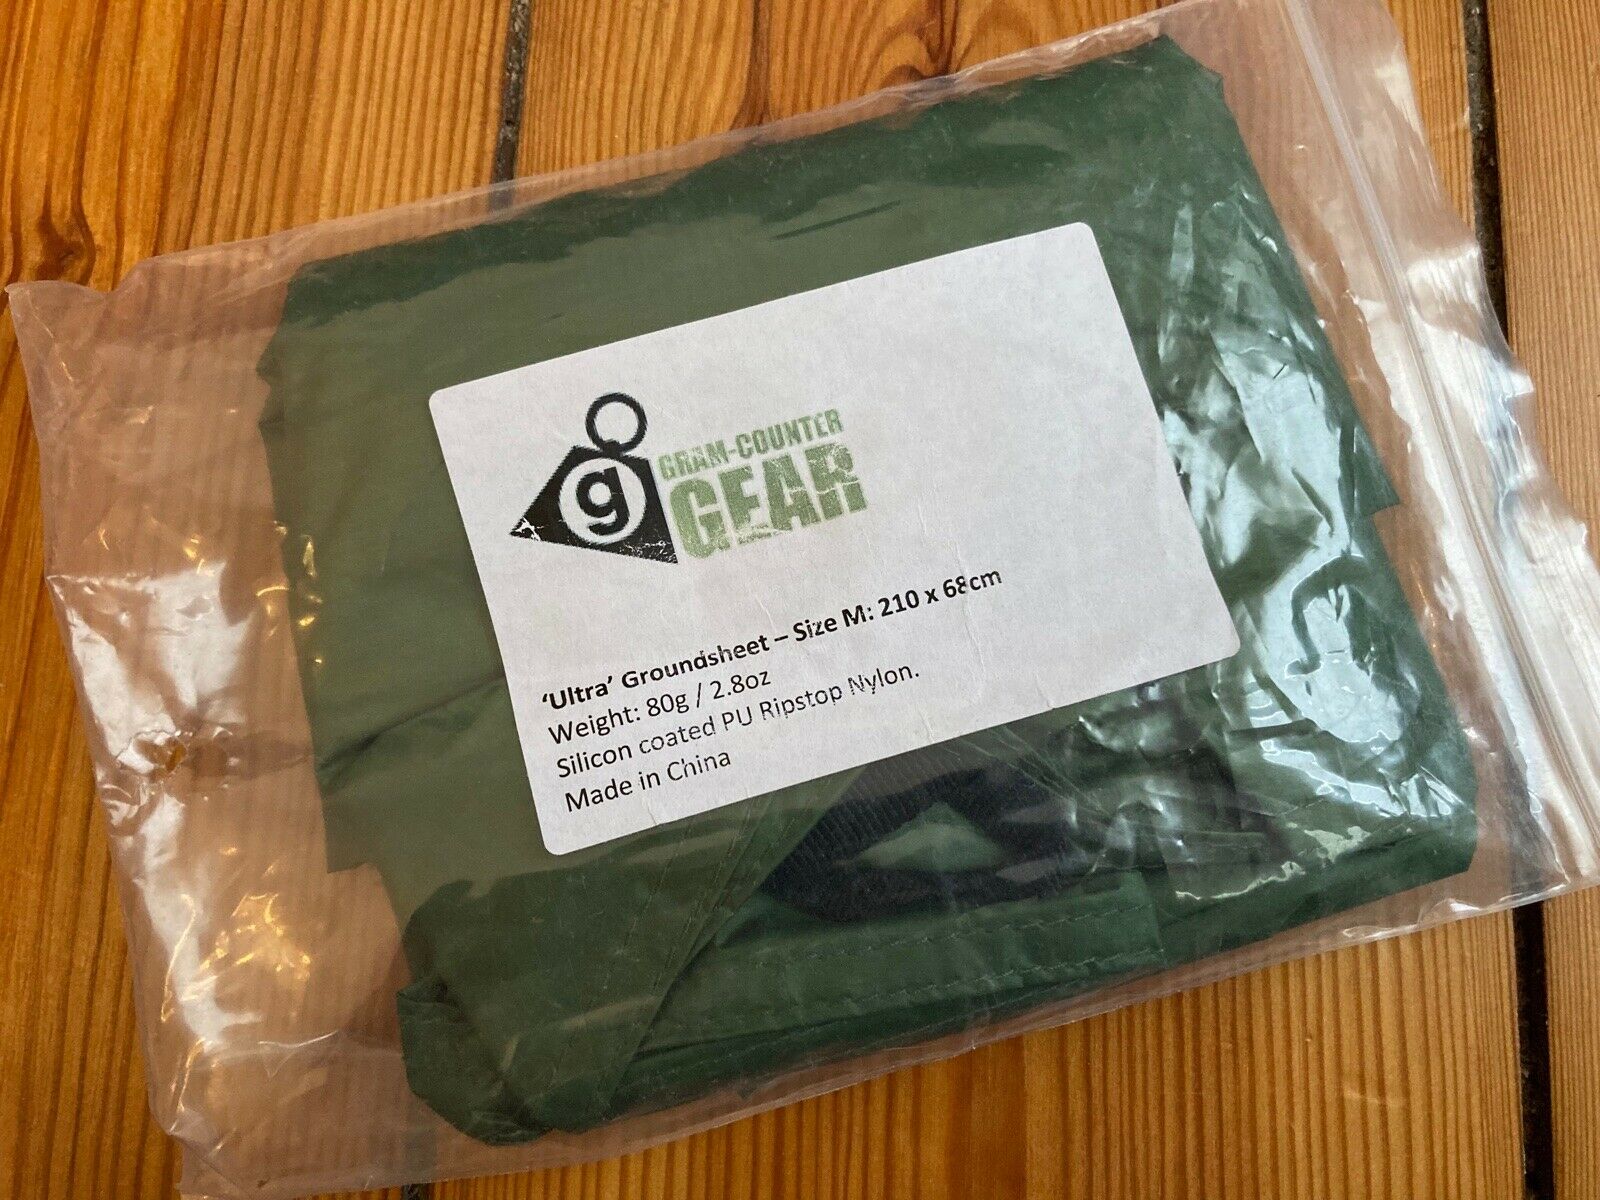 g
GRAM-COUNTER
GEAR
‘Ultra’ Groundsheet – Size M: 210 x 68cm
Weight: 80g / 2.8oz
Silicon coated PU Ripstop Nylon.
Made in China